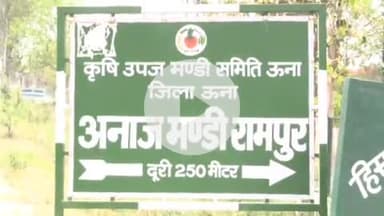 कृषि उपज मण्डी समिति ऊना
जिला ऊना
अनाज मण्डी रामपुर
दूरी 250 मीटर
हिम